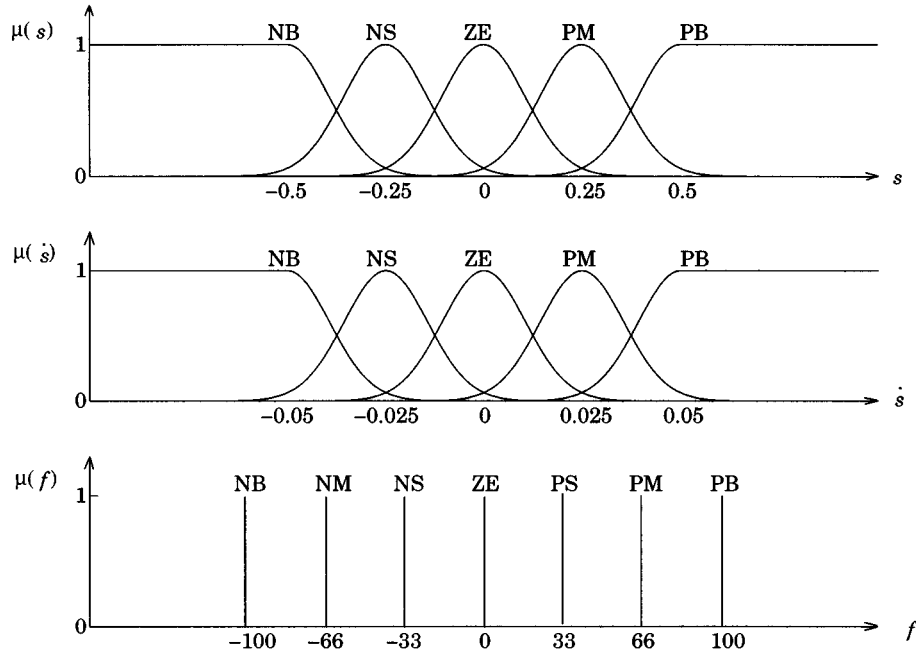 μ( s)
NB NS ZE PM PB
1
0
−0.5 −0.25 0 0.25 0.5 s
μ( ṡ)
NB NS ZE PM PB
1
0
−0.05 −0.025 0 0.025 0.05 ṡ
μ( f)
NB NM NS ZE PS PM PB
1
0
−100 −66 −33 0 33 66 100 f